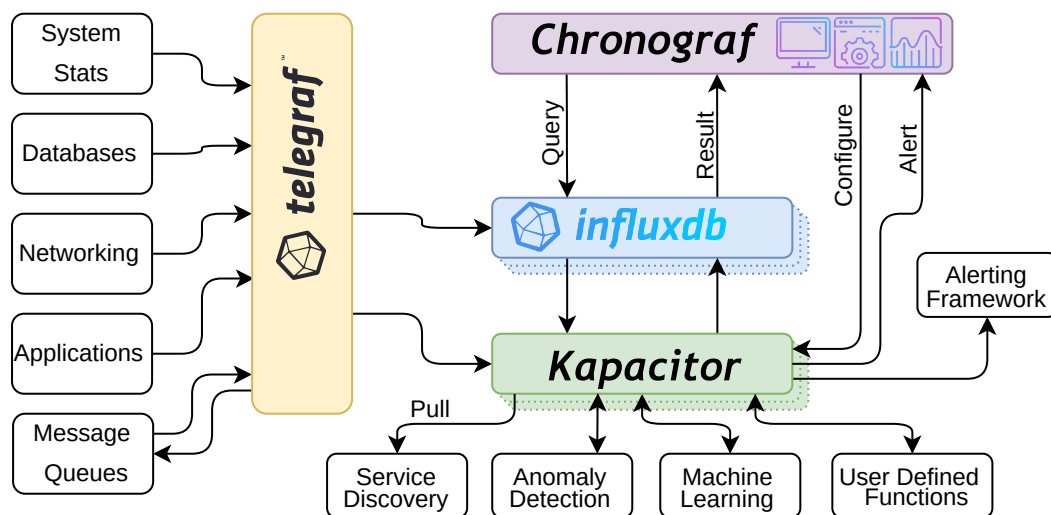 System
Stats
Databases
Networking
Applications
Message
Queues
telegraf™
Chronograf
Query
Result
Configure
Alert
influxdb
Kapacitor
Alerting
Framework
Pull
Service
Discovery
Anomaly
Detection
Machine
Learning
User Defined
Functions